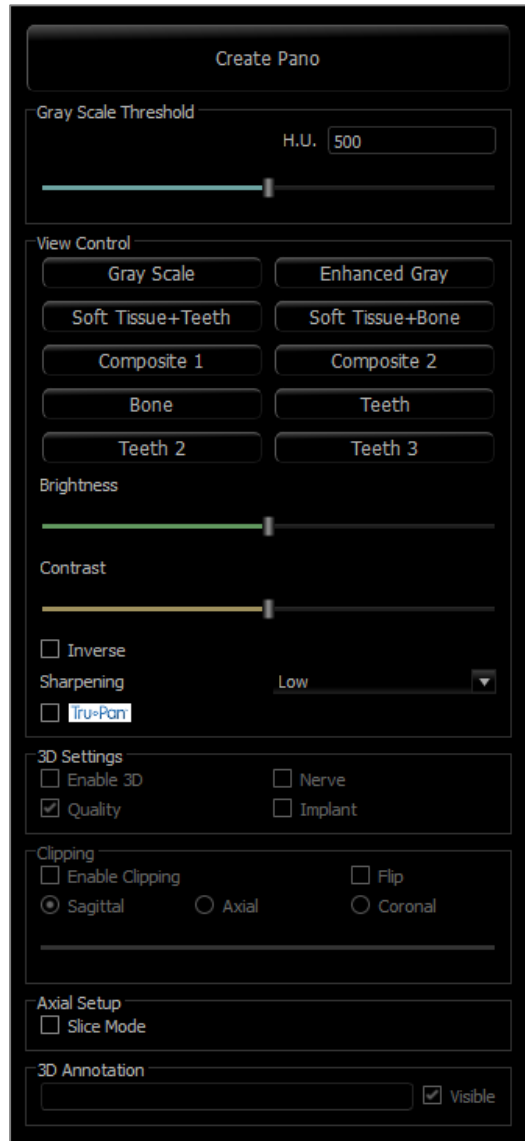 Create Pano
Gray Scale Threshold
H.U. 500
View Control
Gray Scale Enhanced Gray
Soft Tissue+Teeth Soft Tissue+Bone
Composite 1 Composite 2
Bone Teeth
Teeth 2 Teeth 3
Brightness
Contrast
Inverse
Sharpening Low
Tru•Pan
3D Settings
Enable 3D Nerve
Quality Implant
Clipping
Enable Clipping Flip
Sagittal Axial Coronal
Axial Setup
Slice Mode
3D Annotation
Visible